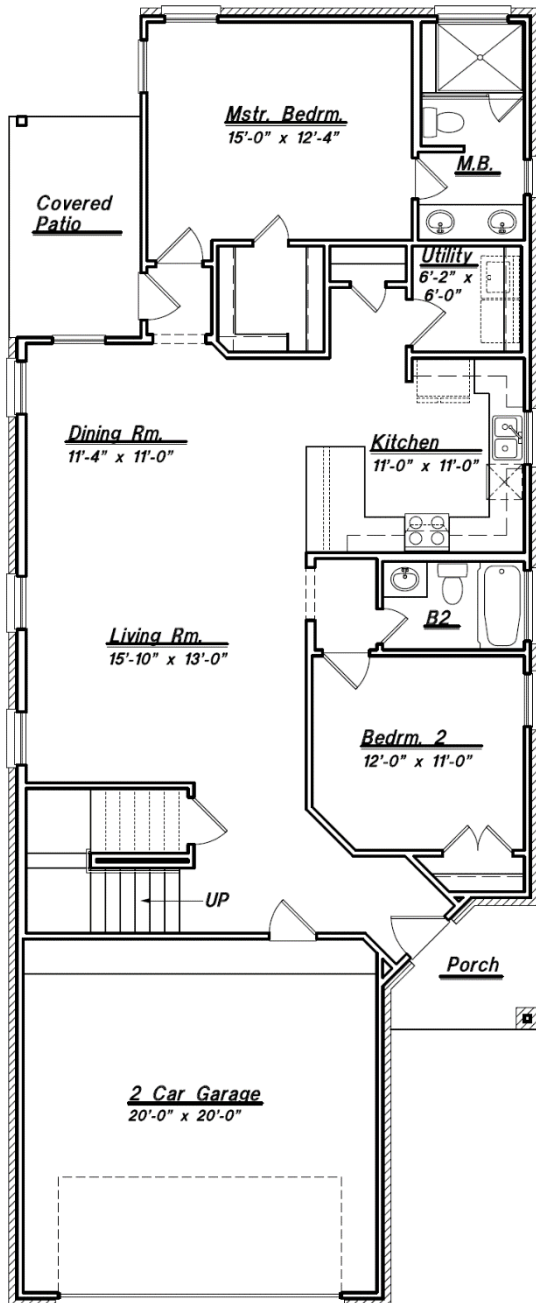 Mstr. Bedrm.
15'-0" x 12'-4"
M.B.
Covered
Patio
Utility
6'-2" x
6'-0"
Dining Rm.
11'-4" x 11'-0"
Kitchen
11'-0" x 11'-0"
B2
Living Rm.
15'-10" x 13'-0"
Bedrm. 2
12'-0" x 11'-0"
UP
Porch
2 Car Garage
20'-0" x 20'-0"